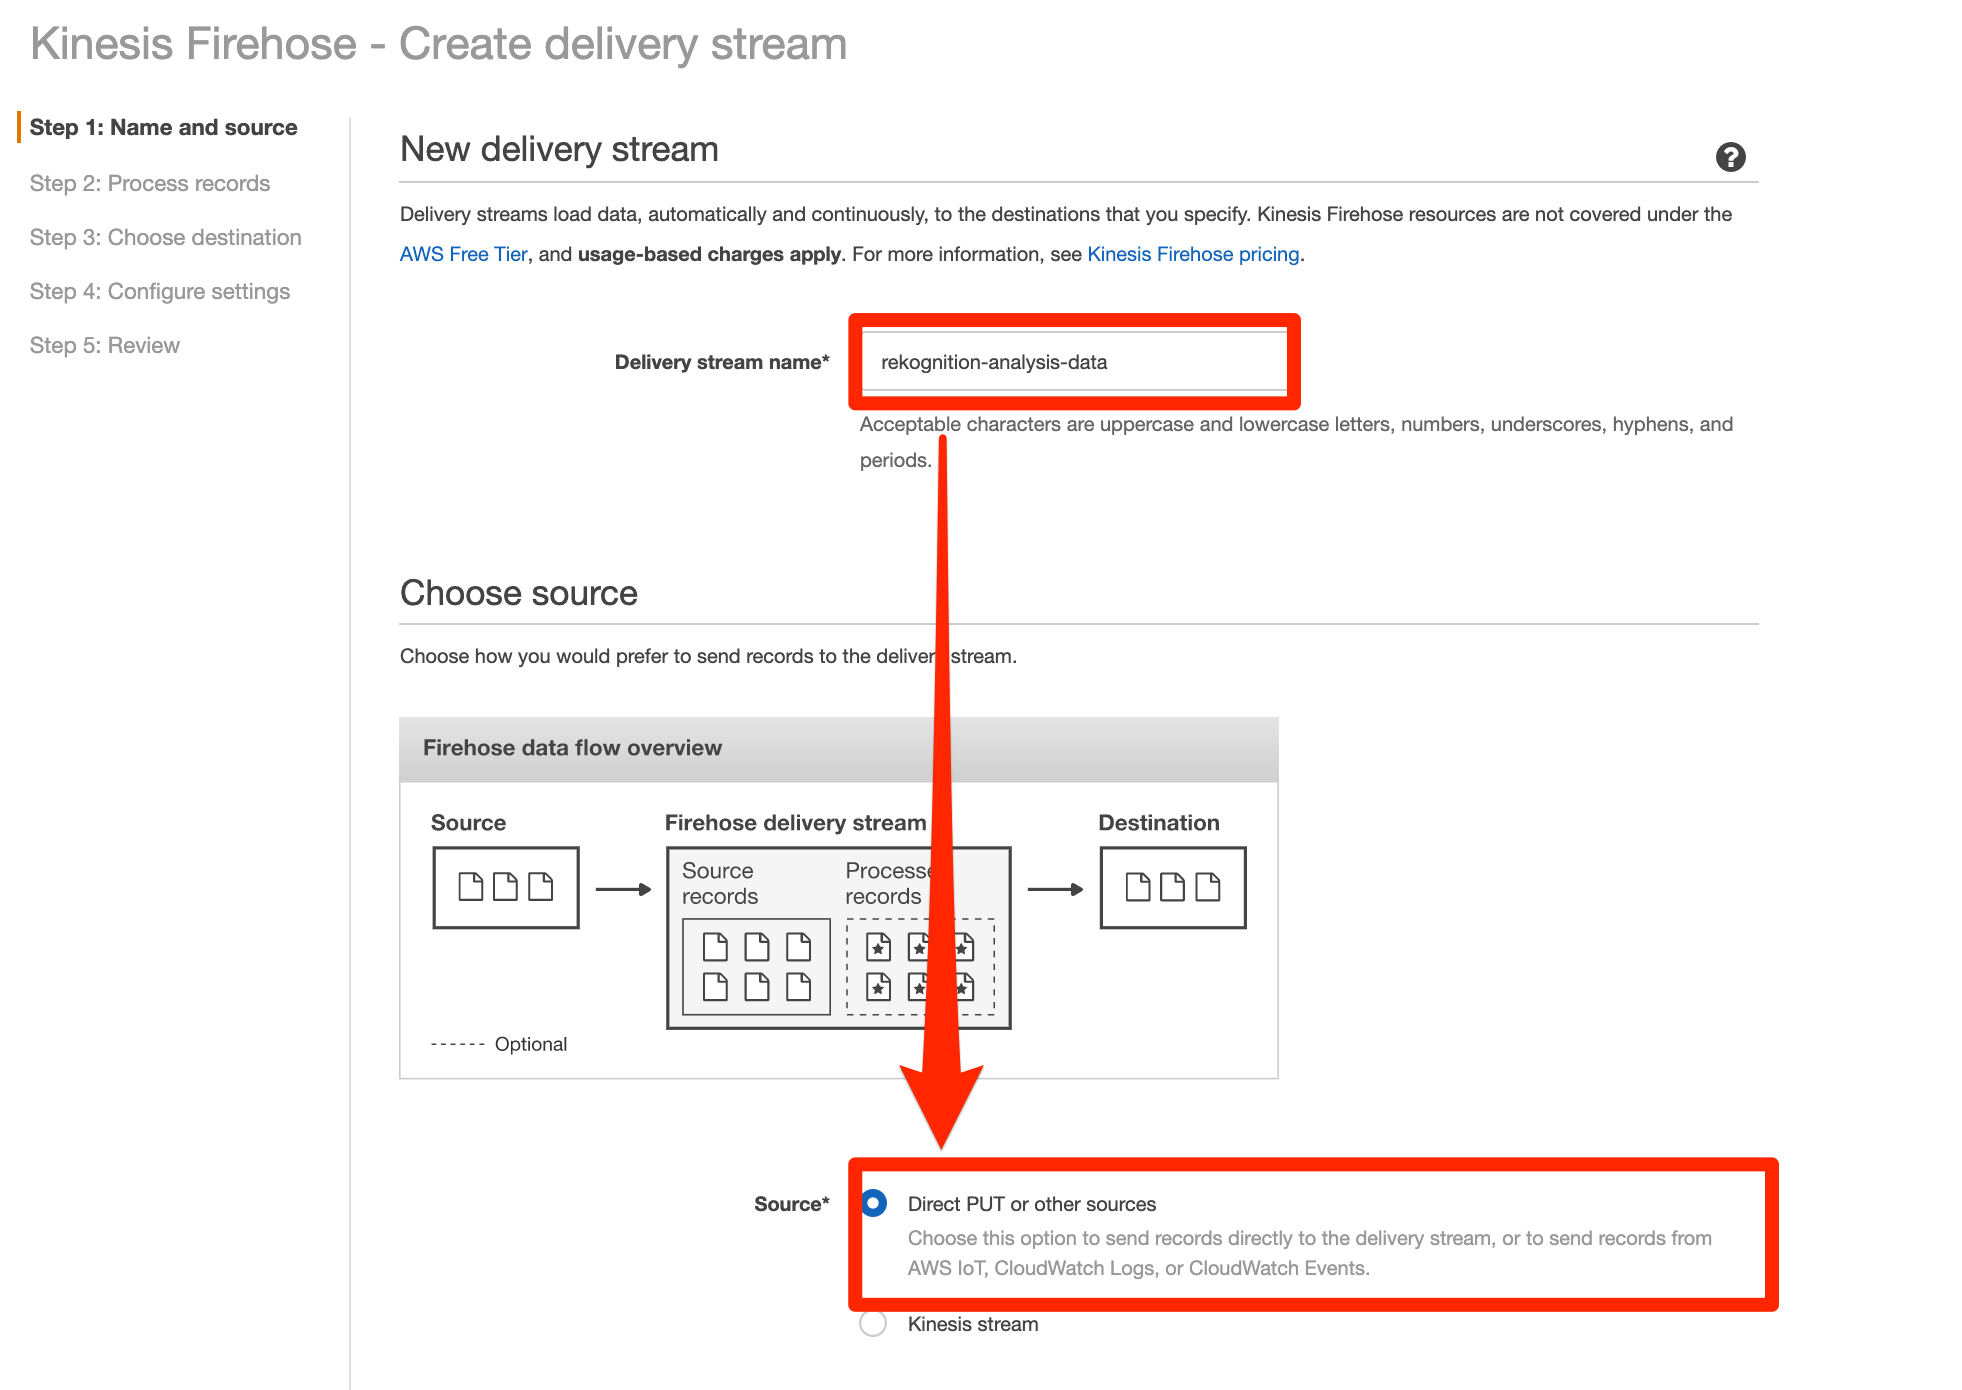 Kinesis Firehose - Create delivery stream
Step 1: Name and source
Step 2: Process records
Step 3: Choose destination
Step 4: Configure settings
Step 5: Review
New delivery stream
?
Delivery streams load data, automatically and continuously, to the destinations that you specify. Kinesis Firehose resources are not covered under the
AWS Free Tier, and usage-based charges apply. For more information, see Kinesis Firehose pricing.
Delivery stream name* rekognition-analysis-data
Acceptable characters are uppercase and lowercase letters, numbers, underscores, hyphens, and
periods.
Choose source
Choose how you would prefer to send records to the delivery stream.
Firehose data flow overview
Source
Firehose delivery stream
Destination
Source
records
Processe
records
Optional
Source* Direct PUT or other sources
Choose this option to send records directly to the delivery stream, or to send records from
AWS IoT, CloudWatch Logs, or CloudWatch Events.
Kinesis stream